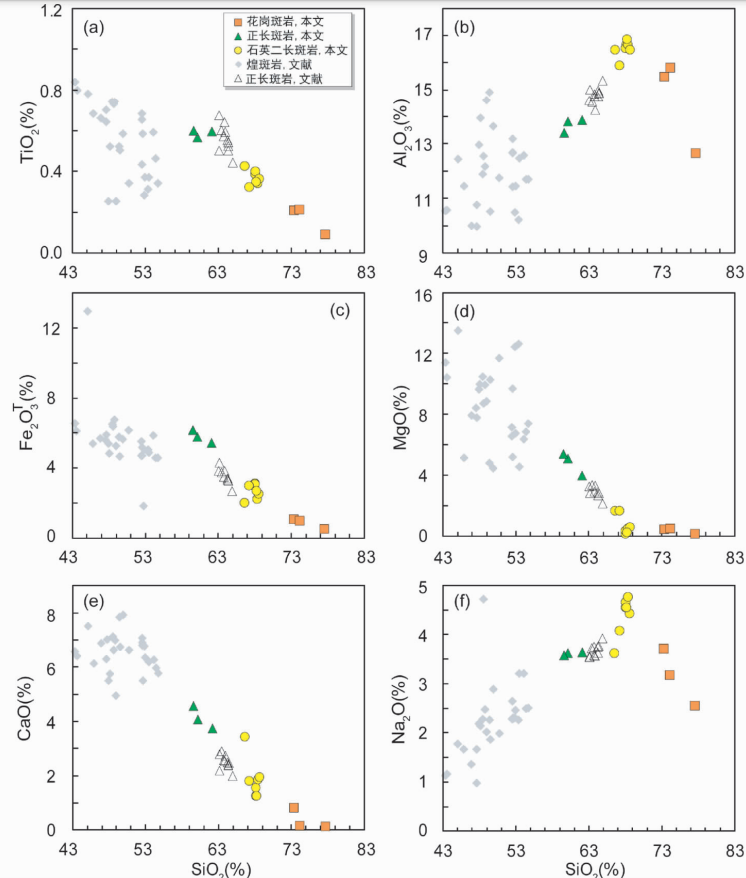 (a)
花岗斑岩, 本文
正长斑岩, 本文
石英二长斑岩, 本文
煌斑岩, 文献
正长斑岩, 文献
1.2
0.8
0.4
0.0
TiO₂(%)
43 53 63 73 83
(b)
17
15
13
11
9
Al₂O₃(%)
43 53 63 73 83
(c)
12
8
4
0
Fe₂O₃ᵀ(%)
43 53 63 73 83
(d)
16
12
8
4
0
MgO(%)
43 53 63 73 83
(e)
8
6
4
2
0
CaO(%)
43 53 63 73 83
SiO₂(%)
(f)
5
4
3
2
1
0
Na₂O(%)
43 53 63 73 83
SiO₂(%)